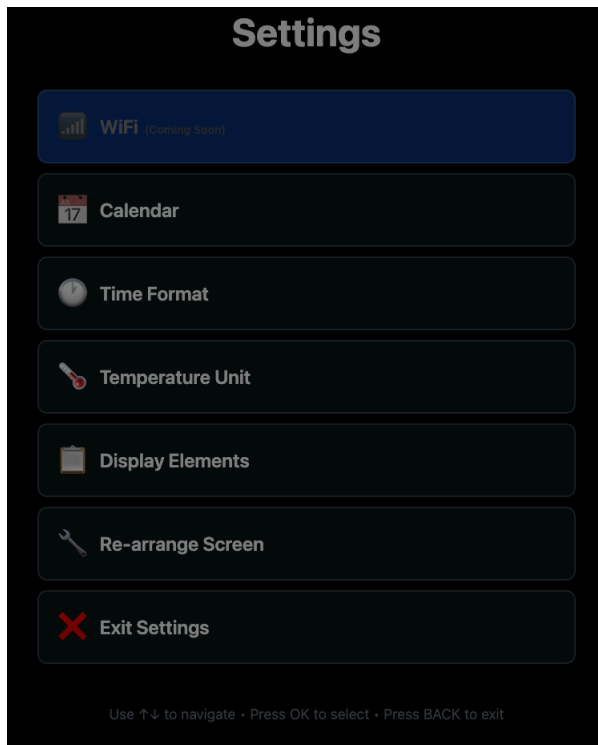 Settings
WiFi (Coming Soon)
17
Calendar
Time Format
Temperature Unit
Display Elements
Re-arrange Screen
Exit Settings
Use ↑↓ to navigate • Press OK to select • Press BACK to exit